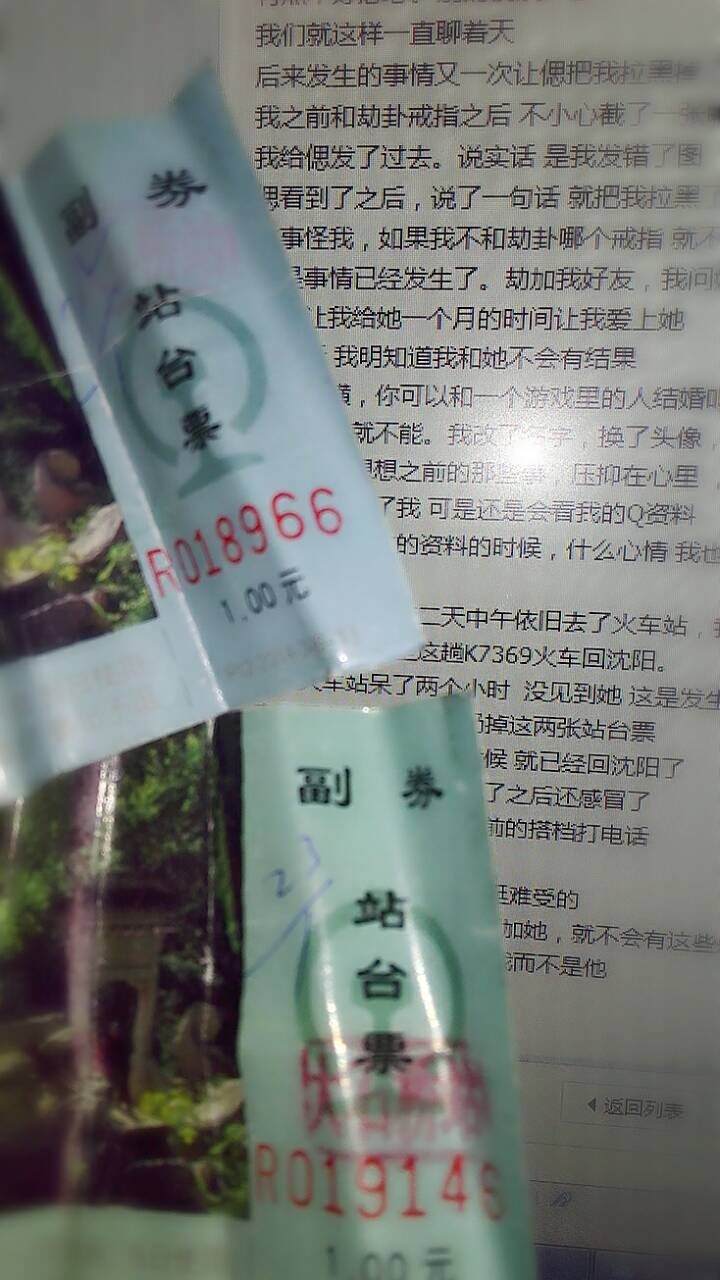 我们就这样一直聊着天
后来发生的事情又一次让偲把我拉黑
我之前和劫卦戒指之后 不小心截了一张
我给偲发了过去。说实话 是我发错了图
偲看到了之后，说了一句话 就把我拉黑了
事怪我，如果我不和劫卦哪个戒指 就不
事情已经发生了。劫加我好友，我问她
让我给她一个月的时间让我爱上她
我明知道我和她不会有结果
，你可以和一个游戏里的人结婚
就不能。我改了名字，换了头像，
想之前的那些事，压抑在心里，
了我 可是还是会看我的Q资料
的资料的时候，什么心情 我也
二天中午依旧去了火车站，
这趟K7369火车回沈阳。
火车站呆了两个小时 没见到她 这是发生
掉这两张站台票
候 就已经回沈阳了
了之后还感冒了
前的搭档打电话
难受的
加她，就不会有这些
我而不是他
返回列表
副 券
站台票
R018966
1.00元
副 券
23
站台票
R019146
1.00元